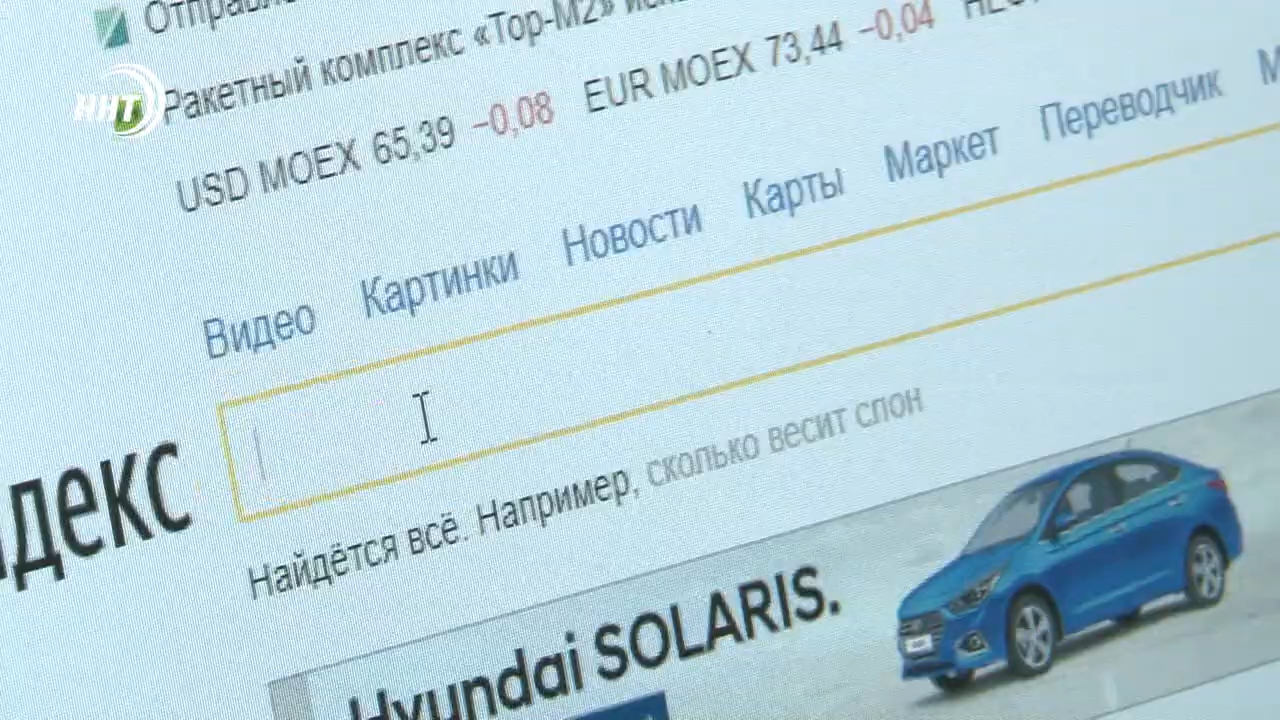 Ракетный комплекс «Тор-М2»
USD MOEX 65,39 −0,08 EUR MOEX 73,44 −0,04
Видео Картинки Новости Карты Маркет Переводчик
Найдётся всё. Например, сколько весит слон
Hyundai SOLARIS.
ННТ